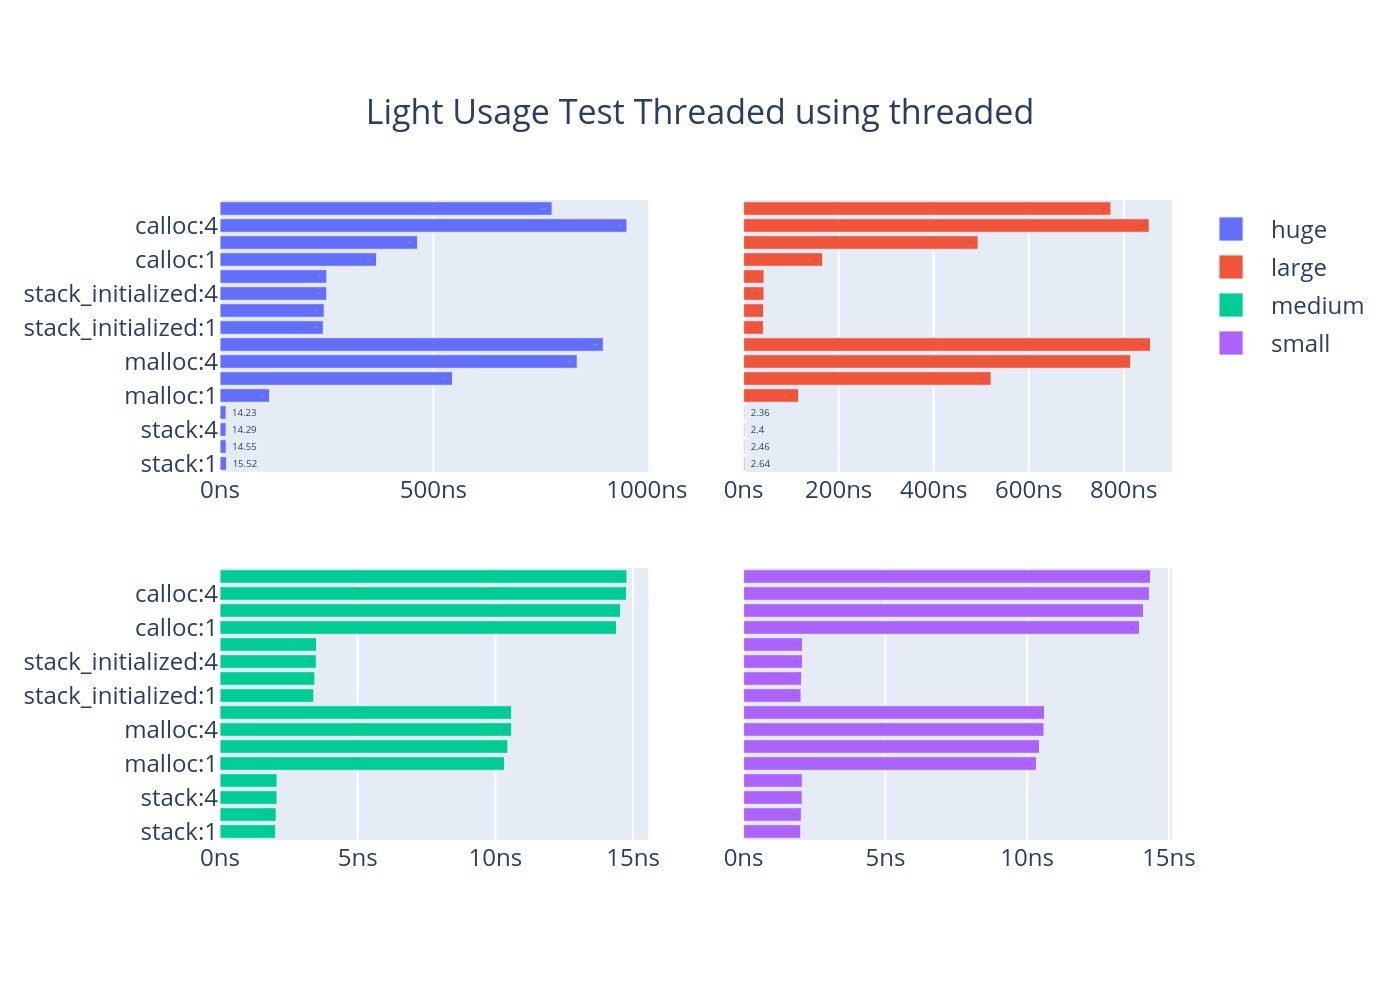 Light Usage Test Threaded using threaded
calloc:4
calloc:1
stack_initialized:4
stack_initialized:1
malloc:4
malloc:1
stack:4
stack:1
14.23
14.29
14.55
15.52
0ns 500ns 1000ns
2.36
2.4
2.46
2.64
0ns 200ns 400ns 600ns 800ns
huge
large
medium
small
calloc:4
calloc:1
stack_initialized:4
stack_initialized:1
malloc:4
malloc:1
stack:4
stack:1
0ns 5ns 10ns 15ns
0ns 5ns 10ns 15ns